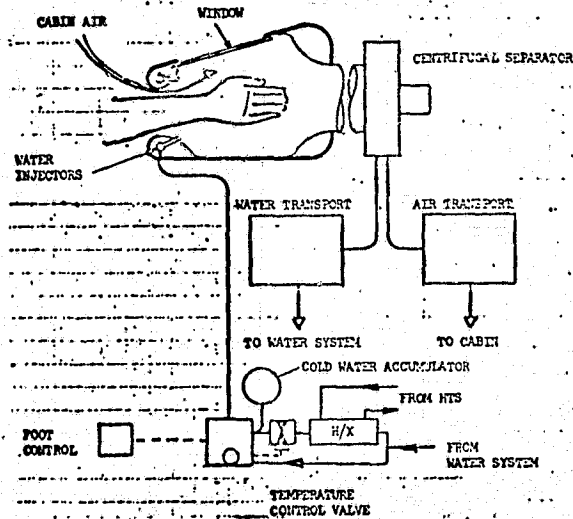 CABIN AIR
WINDOW
CENTRIFUGAL SEPARATOR
WATER
INJECTORS
WATER TRANSPORT
AIR TRANSPORT
TO WATER SYSTEM
TO CABIN
COLD WATER ACCUMULATOR
FROM HTS
H/X
FOOT
CONTROL
FROM
WATER SYSTEM
TEMPERATURE
CONTROL VALVE